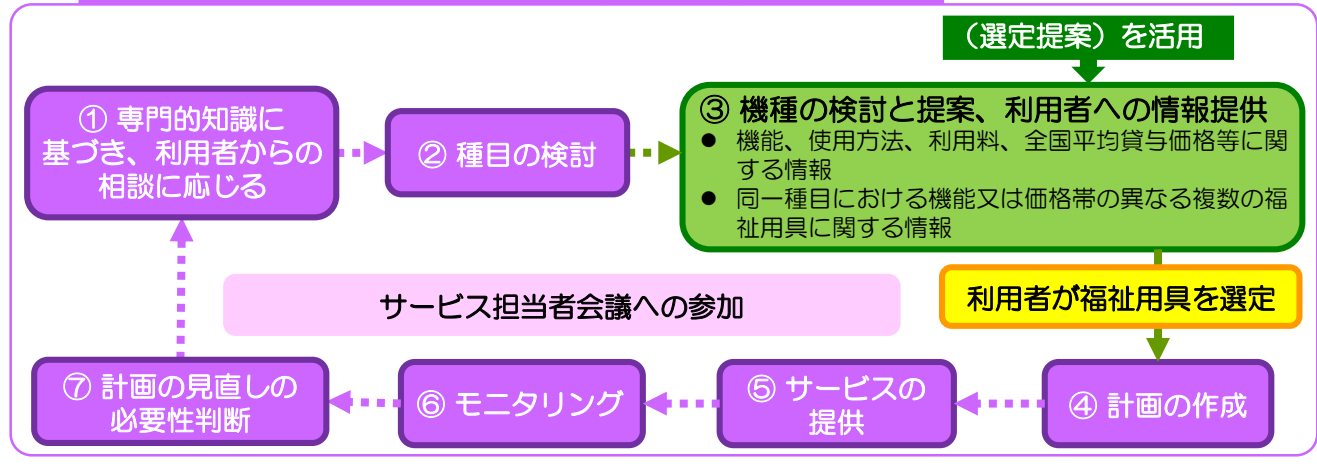 （選定提案）を活用
① 専門的知識に
基づき、利用者からの
相談に応じる
② 種目の検討
③ 機種の検討と提案、利用者への情報提供
● 機能、使用方法、利用料、全国平均貸与価格等に関
する情報
● 同一種目における機能又は価格帯の異なる複数の福
祉用具に関する情報
利用者が福祉用具を選定
サービス担当者会議への参加
④ 計画の作成
⑤ サービスの
提供
⑥ モニタリング
⑦ 計画の見直しの
必要性判断